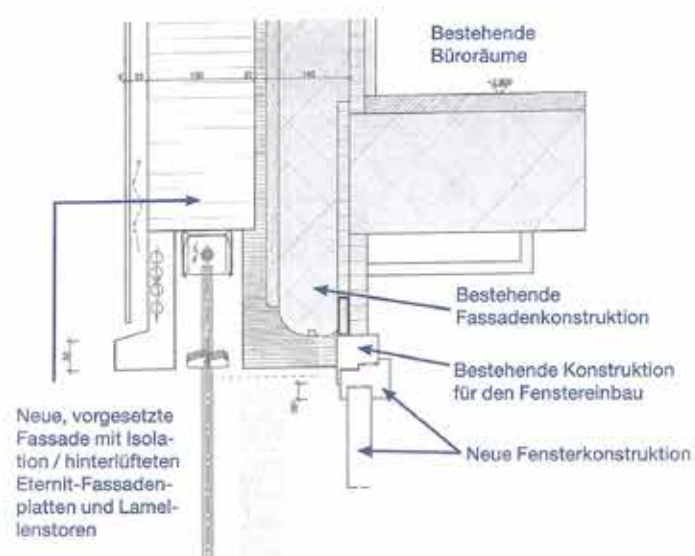 Bestehende
Büroräume
Bestehende
Fassadenkonstruktion
Bestehende Konstruktion
für den Fenstereinbau
Neue Fensterkonstruktion
Neue, vorgesetzte
Fassade mit Isola-
tion / hinterlüfteten
Eternit-Fassaden-
platten und Lamel-
lenstoren